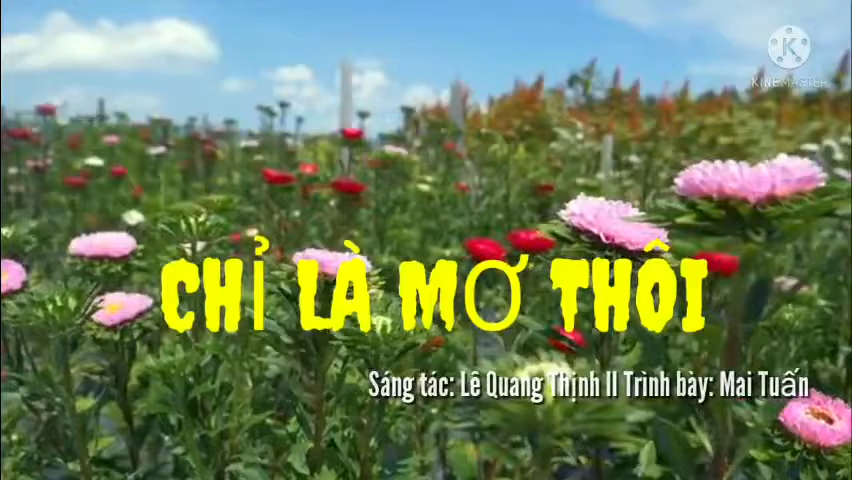 KINEMASTER
CHỈ LÀ MƠ THÔI
Sáng tác: Lê Quang Thịnh II Trình bày: Mai Tuấn